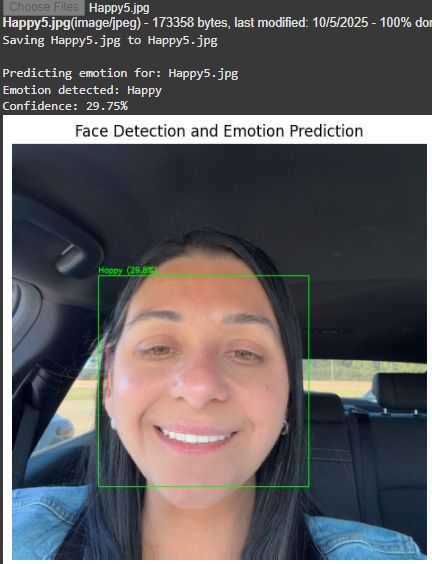 Choose Files Happy5.jpg
Happy5.jpg(image/jpeg) - 173358 bytes, last modified: 10/5/2025 - 100% dor
Saving Happy5.jpg to Happy5.jpg
Predicting emotion for: Happy5.jpg
Emotion detected: Happy
Confidence: 29.75%
Face Detection and Emotion Prediction
Happy (29.8%)